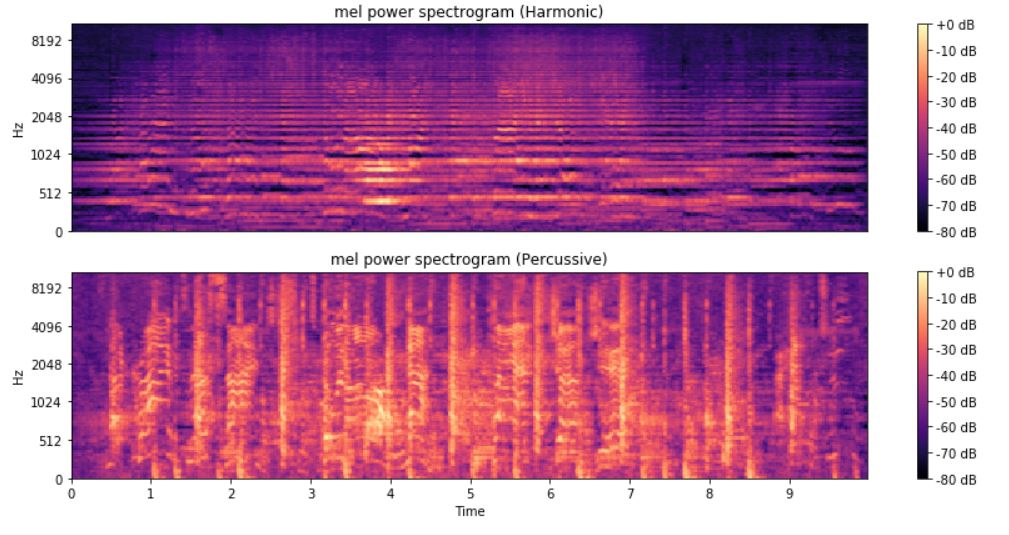 mel power spectrogram (Harmonic)
8192
4096
2048
1024
512
0
Hz
+0 dB
-10 dB
-20 dB
-30 dB
-40 dB
-50 dB
-60 dB
-70 dB
-80 dB
mel power spectrogram (Percussive)
8192
4096
2048
1024
512
0
Hz
0 1 2 3 4 5 6 7 8 9
Time
+0 dB
-10 dB
-20 dB
-30 dB
-40 dB
-50 dB
-60 dB
-70 dB
-80 dB